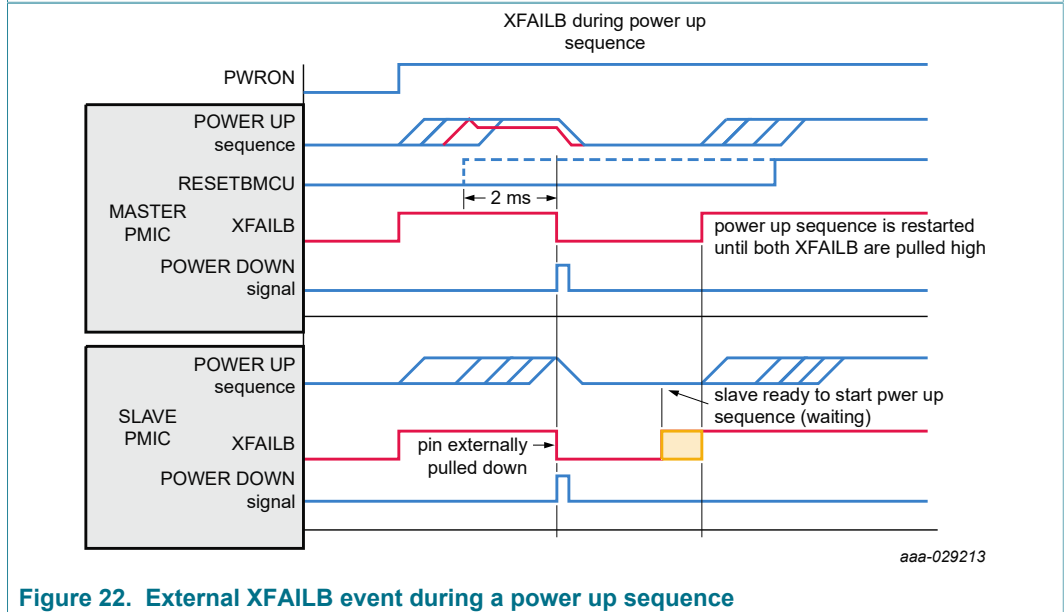 XFAILB during power up
sequence
PWRON
POWER UP
sequence
RESETBMCU
2 ms
MASTER
PMIC
XFAILB
power up sequence is restarted
until both XFAILB are pulled high
POWER DOWN
signal
POWER UP
sequence
slave ready to start pwer up
sequence (waiting)
SLAVE
PMIC
XFAILB
pin externally
pulled down
POWER DOWN
signal
aaa-029213
Figure 22. External XFAILB event during a power up sequence